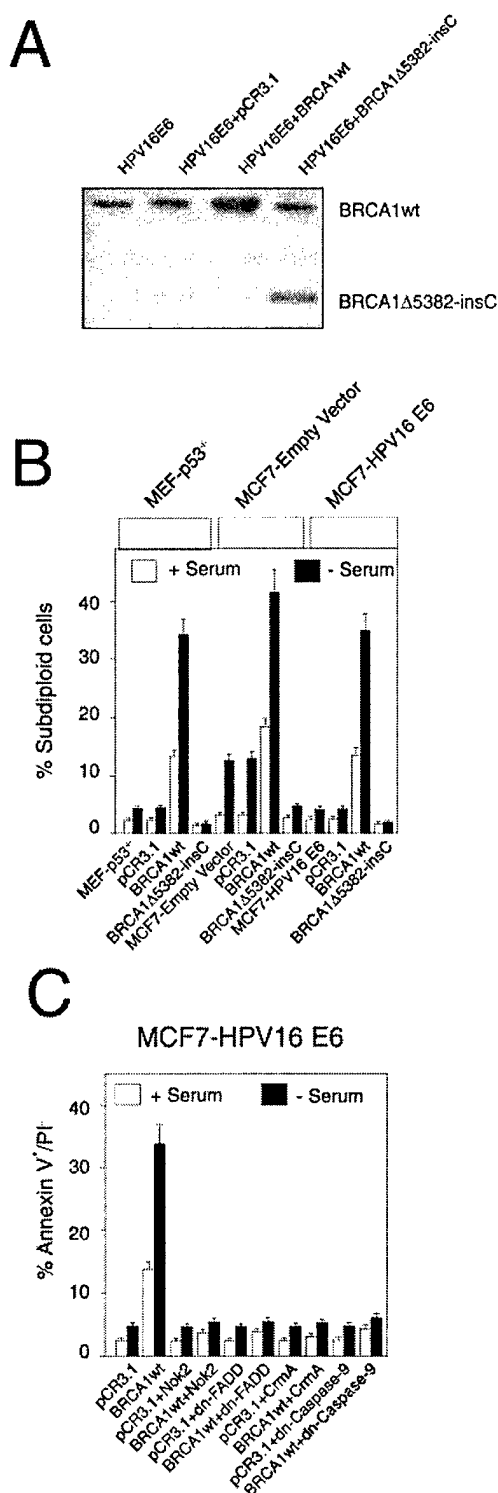 A
HPV16E6
HPV16E6+pCR3.1
HPV16E6+BRCA1wt
HPV16E6+BRCA1Δ5382-insC
BRCA1wt
BRCA1Δ5382-insC
B
MEF-p53-/-
MCF7-Empty Vector
MCF7-HPV16 E6
+ Serum
- Serum
% Subdiploid cells
40
30
20
10
0
MEF-p53-/-
pCR3.1
BRCA1wt
BRCA1Δ5382-insC
MCF7-Empty Vector
pCR3.1
BRCA1wt
BRCA1Δ5382-insC
MCF7-HPV16 E6
pCR3.1
BRCA1wt
BRCA1Δ5382-insC
C
MCF7-HPV16 E6
+ Serum
- Serum
% Annexin V+/PI-
40
30
20
10
0
pCR3.1
BRCA1wt
pCR3.1+Nok2
BRCA1wt+Nok2
pCR3.1+dn-FADD
BRCA1wt+dn-FADD
pCR3.1+CrmA
BRCA1wt+CrmA
pCR3.1+dn-Caspase-9
BRCA1wt+dn-Caspase-9